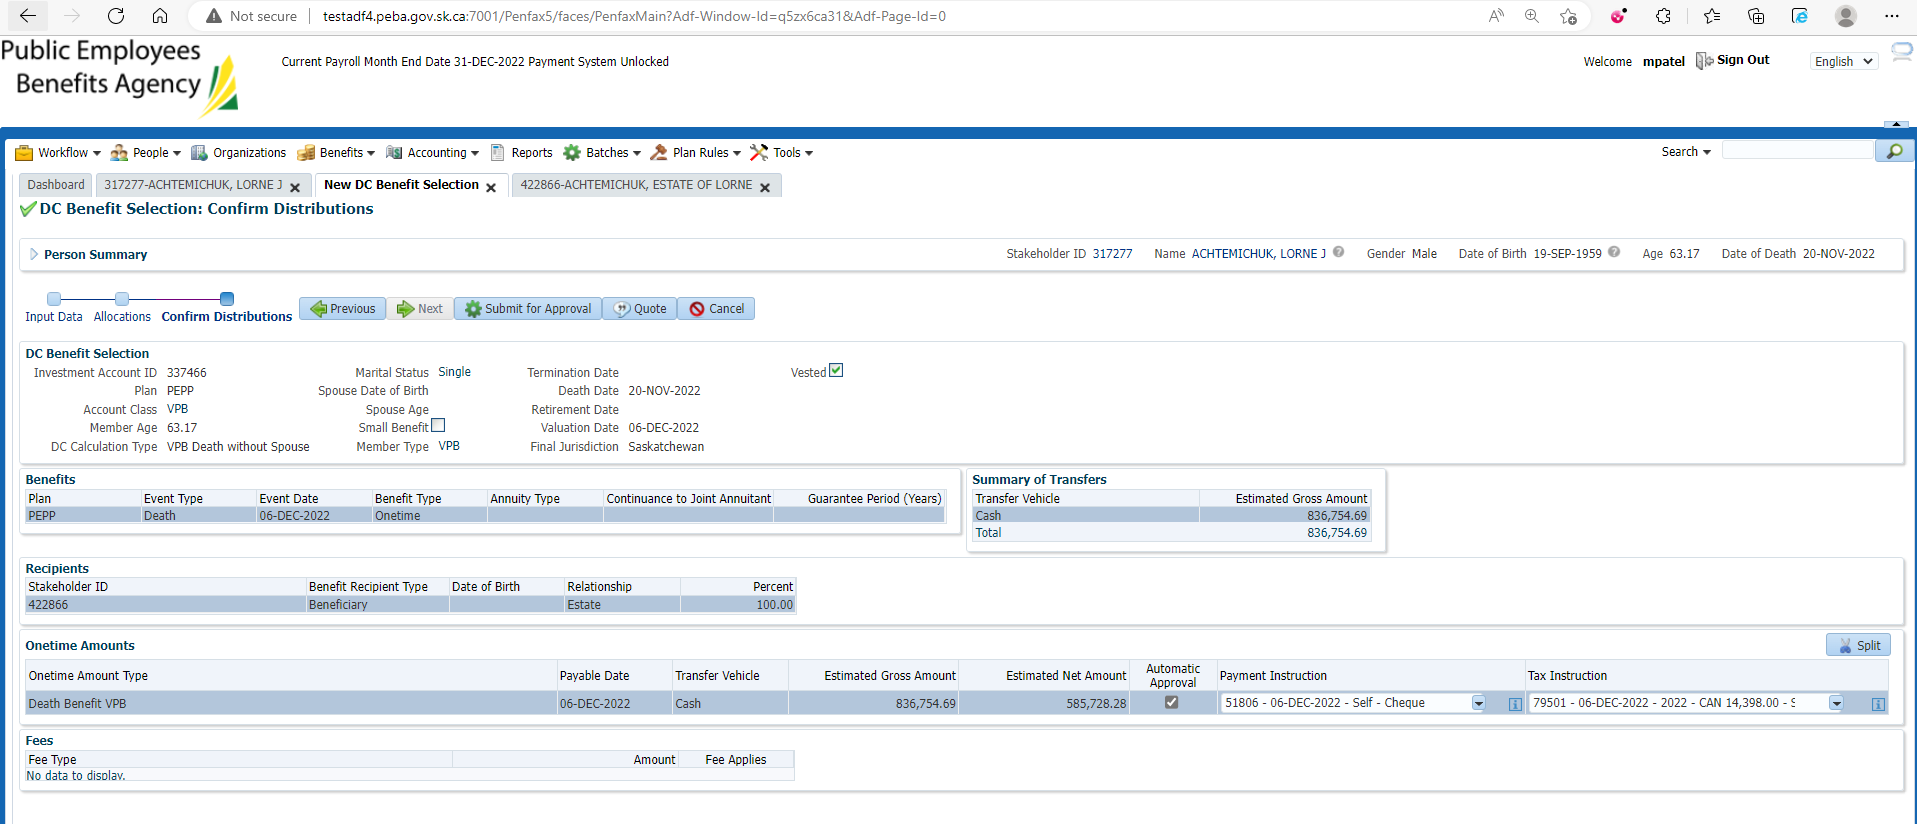 Not secure testadf4.peba.gov.sk.ca:7001/Penfax5/faces/PenfaxMain?Adf-Window-Id=q5zx6ca31&Adf-Page-Id=0
Public Employees
Benefits Agency
Current Payroll Month End Date 31-DEC-2022 Payment System Unlocked
Welcome mpatel Sign Out English
Workflow People Organizations Benefits Accounting Reports Batches Plan Rules Tools Search
Dashboard 317277-ACHTEMICHUK, LORNE J New DC Benefit Selection 422866-ACHTEMICHUK, ESTATE OF LORNE
DC Benefit Selection: Confirm Distributions
Person Summary Stakeholder ID 317277 Name ACHTEMICHUK, LORNE J Gender Male Date of Birth 19-SEP-1959 Age 63.17 Date of Death 20-NOV-2022
Input Data Allocations Confirm Distributions Previous Next Submit for Approval Quote Cancel
DC Benefit Selection
Investment Account ID 337466 Marital Status Single Termination Date Vested
Plan PEPP Spouse Date of Birth Death Date 20-NOV-2022
Account Class VPB Spouse Age Retirement Date
Member Age 63.17 Small Benefit Valuation Date 06-DEC-2022
DC Calculation Type VPB Death without Spouse Member Type VPB Final Jurisdiction Saskatchewan
Benefits
Plan Event Type Event Date Benefit Type Annuity Type Continuance to Joint Annuitant Guarantee Period (Years)
PEPP Death 06-DEC-2022 Onetime
Summary of Transfers
Transfer Vehicle Estimated Gross Amount
Cash 836,754.69
Total 836,754.69
Recipients
Stakeholder ID Benefit Recipient Type Date of Birth Relationship Percent
422866 Beneficiary Estate 100.00
Onetime Amounts Split
Onetime Amount Type Payable Date Transfer Vehicle Estimated Gross Amount Estimated Net Amount Automatic Approval Payment Instruction Tax Instruction
Death Benefit VPB 06-DEC-2022 Cash 836,754.69 585,728.28 51806 - 06-DEC-2022 - Self - Cheque 79501 - 06-DEC-2022 - 2022 - CAN 14,398.00 - S
Fees
Fee Type Amount Fee Applies
No data to display.